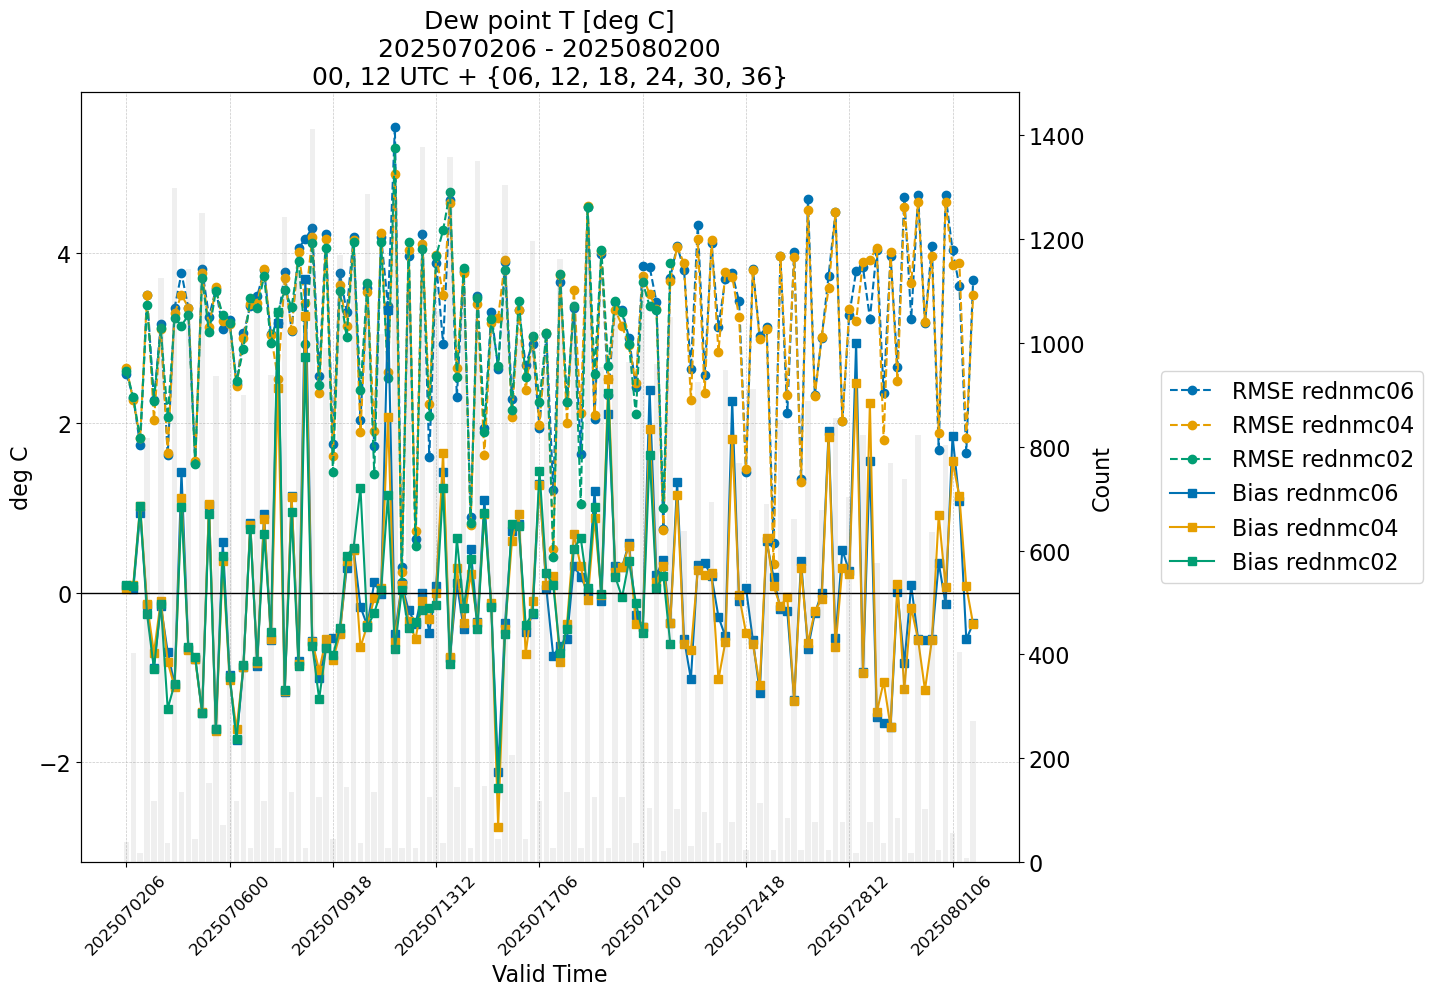 Dew point T [deg C]
2025070206 - 2025080200
00, 12 UTC + {06, 12, 18, 24, 30, 36}
deg C
4
2
0
−2
1400
1200
1000
800
600
400
200
0
Count
2025070206
2025070600
2025070918
2025071312
2025071706
2025072100
2025072418
2025072812
2025080106
Valid Time
RMSE rednmc06
RMSE rednmc04
RMSE rednmc02
Bias rednmc06
Bias rednmc04
Bias rednmc02